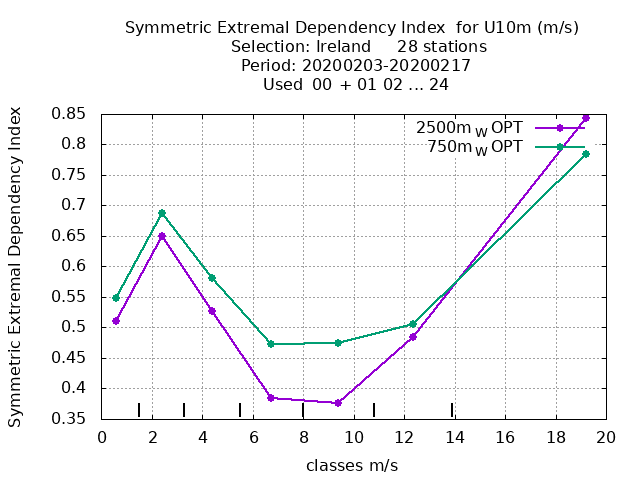 Symmetric Extremal Dependency Index  for U10m (m/s)
Selection: Ireland     28 stations
Period: 20200203-20200217
Used  00 + 01 02 ... 24
Symmetric Extremal Dependency Index
0.85
0.8
0.75
0.7
0.65
0.6
0.55
0.5
0.45
0.4
0.35
2500m W OPT
750m W OPT
0 2 4 6 8 10 12 14 16 18 20
classes m/s